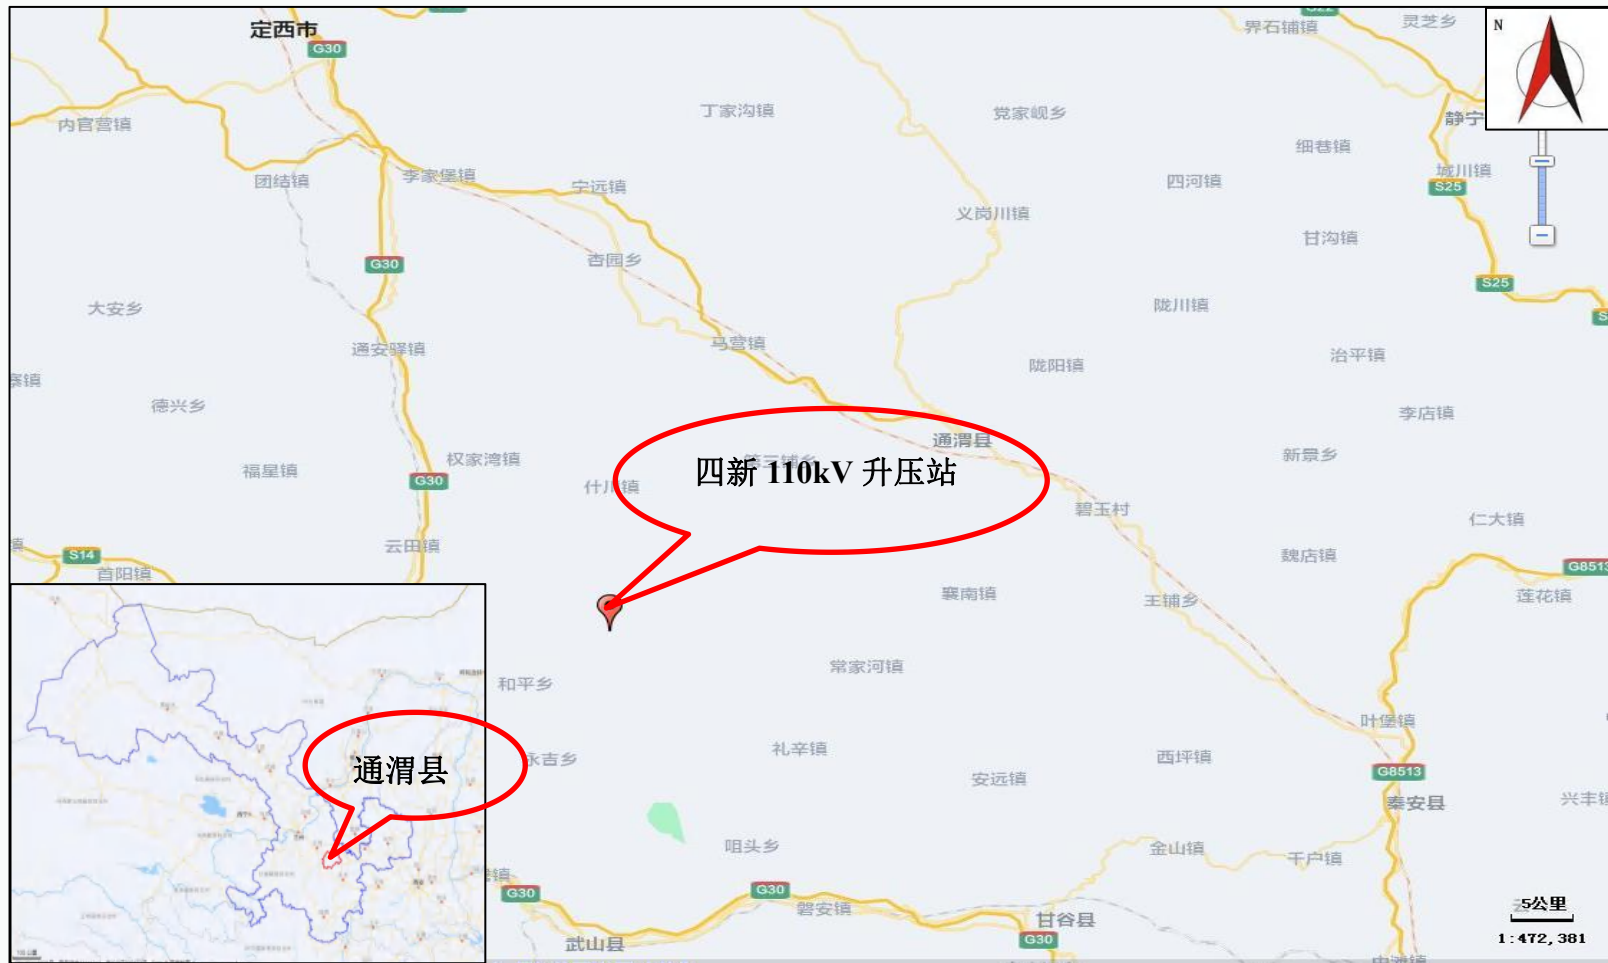 定西市
G30
G22
界石铺镇
灵芝乡
N
内官营镇
丁家沟镇
党家岘乡
静宁
细巷镇
团结镇
李家堡镇
宁远镇
四河镇
城川镇
S25
义岗川镇
甘沟镇
G30
杏园乡
S25
大安乡
陇川镇
通安驿镇
马营镇
陇阳镇
治平镇
寨镇
德兴乡
李店镇
通渭县
权家湾镇
第三铺乡
四新 110kV 升压站
新景乡
福星镇
G30
什川镇
碧玉村
仁大镇
云田镇
S14
首阳镇
魏店镇
G8513
襄南镇
王铺乡
莲花镇
常家河镇
和平乡
叶堡镇
礼辛镇
永吉乡
通渭县
安远镇
西坪镇
G8513
秦安县
兴丰镇
咀头乡
金山镇
千户镇
G30
G30
磐安镇
甘谷县
武山县
G30
5公里
1:472,381